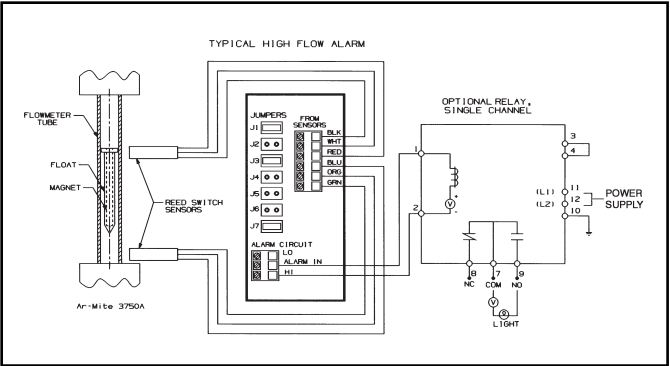 TYPICAL HIGH FLOW ALARM
FLOWMETER
TUBE
FLOAT
MAGNET
REED SWITCH
SENSORS
Ar-Mite 3750A
JUMPERS
J1
J2
J3
J4
J5
J6
J7
FROM
SENSORS
BLK
WHT
RED
BLU
ORG
GRN
ALARM CIRCUIT
LO
ALARM IN
HI
OPTIONAL RELAY,
SINGLE CHANNEL
1
2
+
V
-
3
4
(L1) 11
(L2) 12
10
POWER
SUPPLY
8 7 9
NC COM NO
V
LIGHT